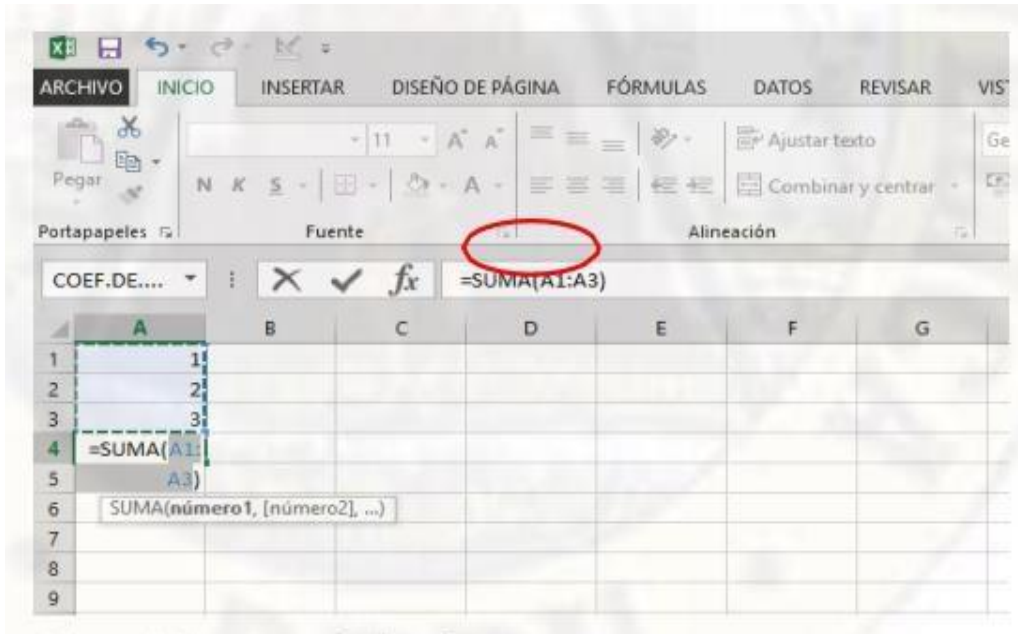 ARCHIVO INICIO INSERTAR DISEÑO DE PÁGINA FÓRMULAS DATOS REVISAR VIS
11 A A Ajustar texto Ge
Pegar N K S A Combinar y centrar
Portapapeles Fuente Alineación
COEF.DE.... fx =SUMA(A1:A3)
A B C D E F G
1 1
2 2
3 3
4 =SUMA(A1:
5 A3)
6 SUMA(número1, [número2], ...)
7
8
9